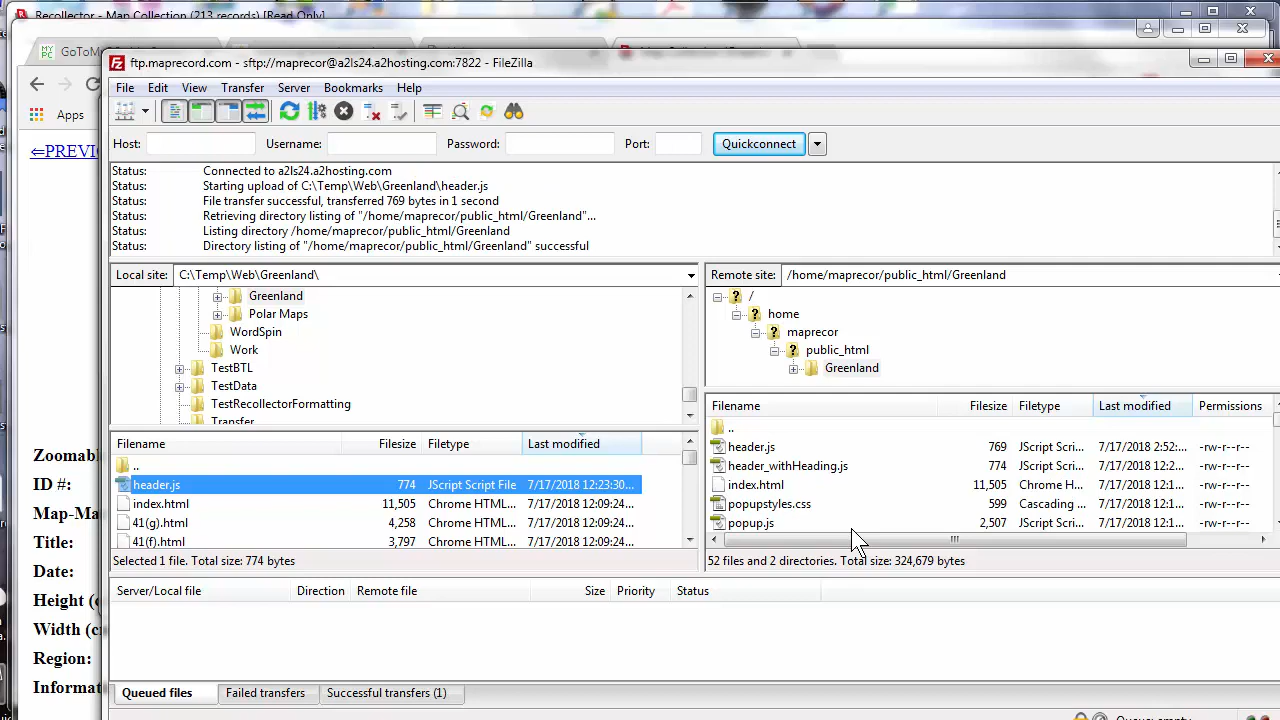 Recollector - Map Collection (213 records) [Read Only]
GoToM
ftp.maprecord.com - sftp://maprecor@a2ls24.a2hosting.com:7822 - FileZilla
File Edit View Transfer Server Bookmarks Help
Apps
Host: Username: Password: Port: Quickconnect
⇐PREVI
Status: Connected to a2ls24.a2hosting.com
Status: Starting upload of C:\Temp\Web\Greenland\header.js
Status: File transfer successful, transferred 769 bytes in 1 second
Status: Retrieving directory listing of "/home/maprecor/public_html/Greenland"...
Status: Listing directory /home/maprecor/public_html/Greenland
Status: Directory listing of "/home/maprecor/public_html/Greenland" successful
Local site: C:\Temp\Web\Greenland\
Greenland
Polar Maps
WordSpin
Work
TestBTL
TestData
TestRecollectorFormatting
Transfer
Remote site: /home/maprecor/public_html/Greenland
/
home
maprecor
public_html
Greenland
Filename Filesize Filetype Last modified
..
header.js 774 JScript Script File 7/17/2018 12:23:30...
index.html 11,505 Chrome HTML... 7/17/2018 12:09:24...
41(g).html 4,258 Chrome HTML... 7/17/2018 12:09:24...
41(f).html 3,797 Chrome HTML... 7/17/2018 12:09:24...
Selected 1 file. Total size: 774 bytes
Filename Filesize Filetype Last modified Permissions
..
header.js 769 JScript Scri... 7/17/2018 2:52:... -rw-r--r--
header_withHeading.js 774 JScript Scri... 7/17/2018 12:2... -rw-r--r--
index.html 11,505 Chrome H... 7/17/2018 12:1... -rw-r--r--
popupstyles.css 599 Cascading ... 7/17/2018 12:1... -rw-r--r--
popup.js 2,507 JScript Scri... 7/17/2018 12:1... -rw-r--r--
52 files and 2 directories. Total size: 324,679 bytes
Server/Local file Direction Remote file Size Priority Status
Queued files Failed transfers Successful transfers (1)
Zoomab
ID #:
Map-Ma
Title:
Date:
Height (c
Width (c
Region:
Informat